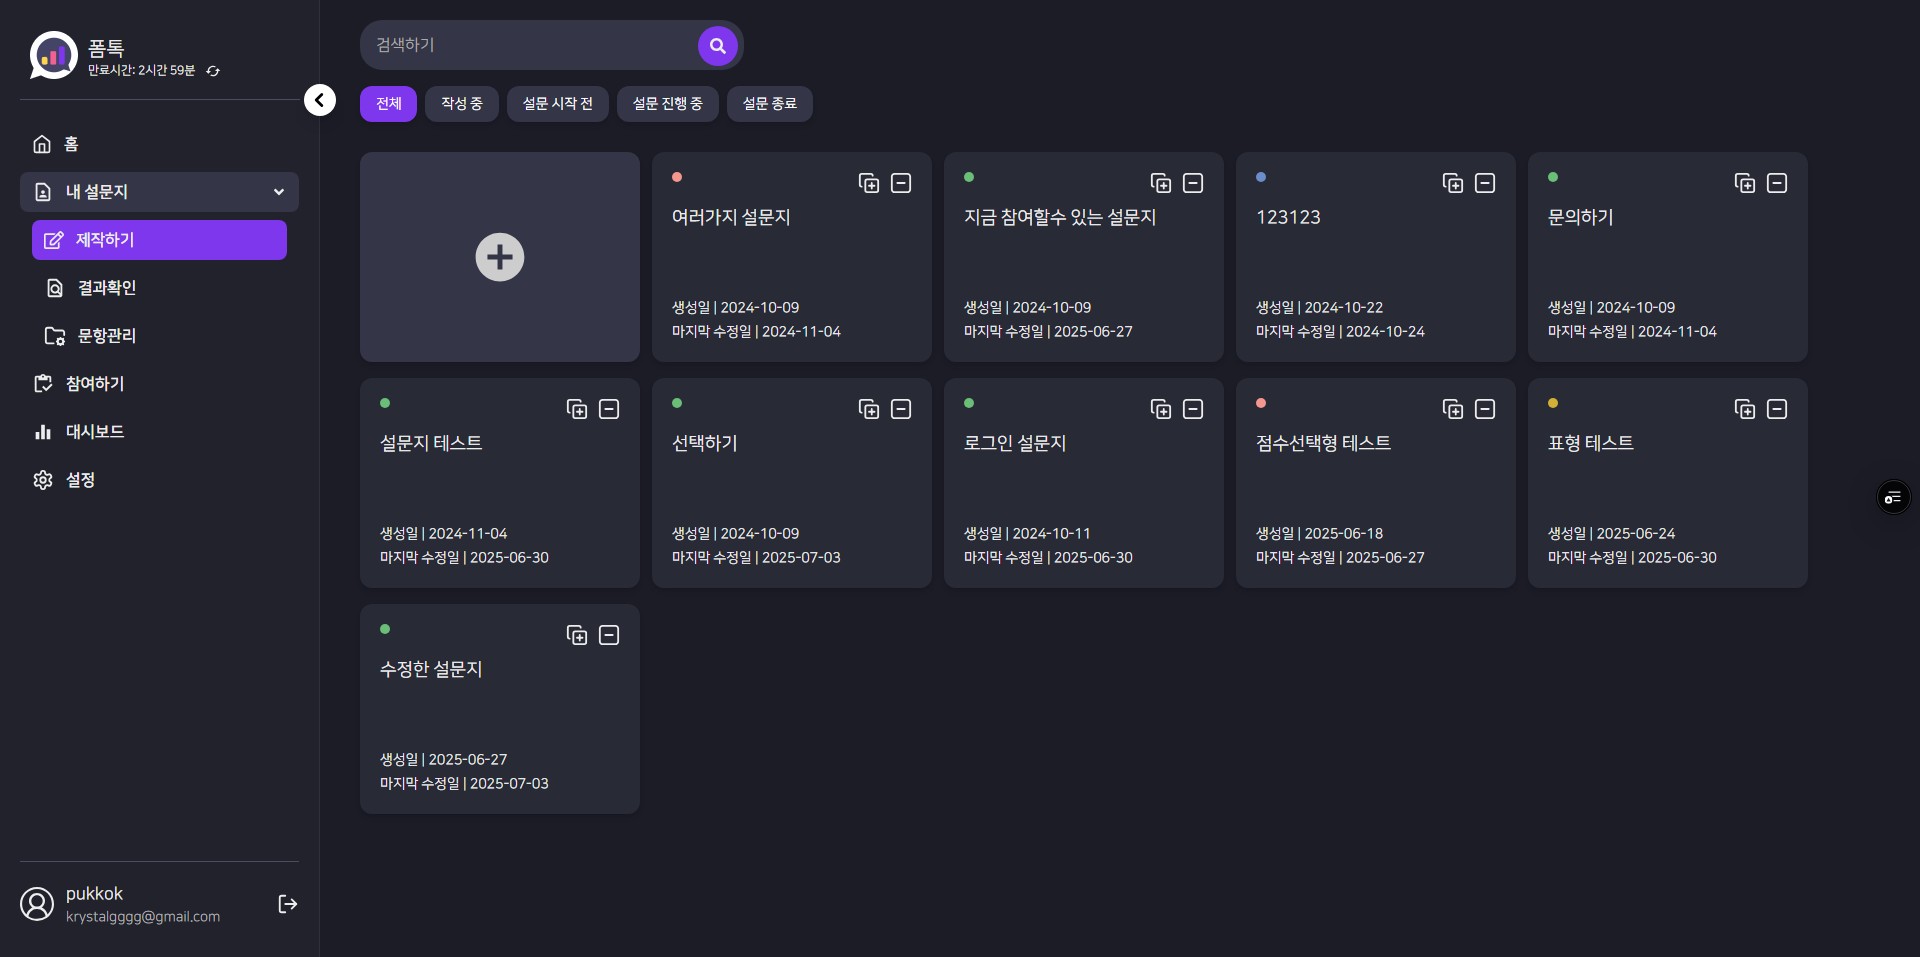 폼톡
만료시간: 2시간 59분
홈
내 설문지
제작하기
결과확인
문항관리
참여하기
대시보드
설정
pukkok
krystalgggg@gmail.com
검색하기
전체
작성 중
설문 시작 전
설문 진행 중
설문 종료
여러가지 설문지
생성일 | 2024-10-09
마지막 수정일 | 2024-11-04
지금 참여할수 있는 설문지
생성일 | 2024-10-09
마지막 수정일 | 2025-06-27
123123
생성일 | 2024-10-22
마지막 수정일 | 2024-10-24
문의하기
생성일 | 2024-10-09
마지막 수정일 | 2024-11-04
설문지 테스트
생성일 | 2024-11-04
마지막 수정일 | 2025-06-30
선택하기
생성일 | 2024-10-09
마지막 수정일 | 2025-07-03
로그인 설문지
생성일 | 2024-10-11
마지막 수정일 | 2025-06-30
점수선택형 테스트
생성일 | 2025-06-18
마지막 수정일 | 2025-06-27
표형 테스트
생성일 | 2025-06-24
마지막 수정일 | 2025-06-30
수정한 설문지
생성일 | 2025-06-27
마지막 수정일 | 2025-07-03